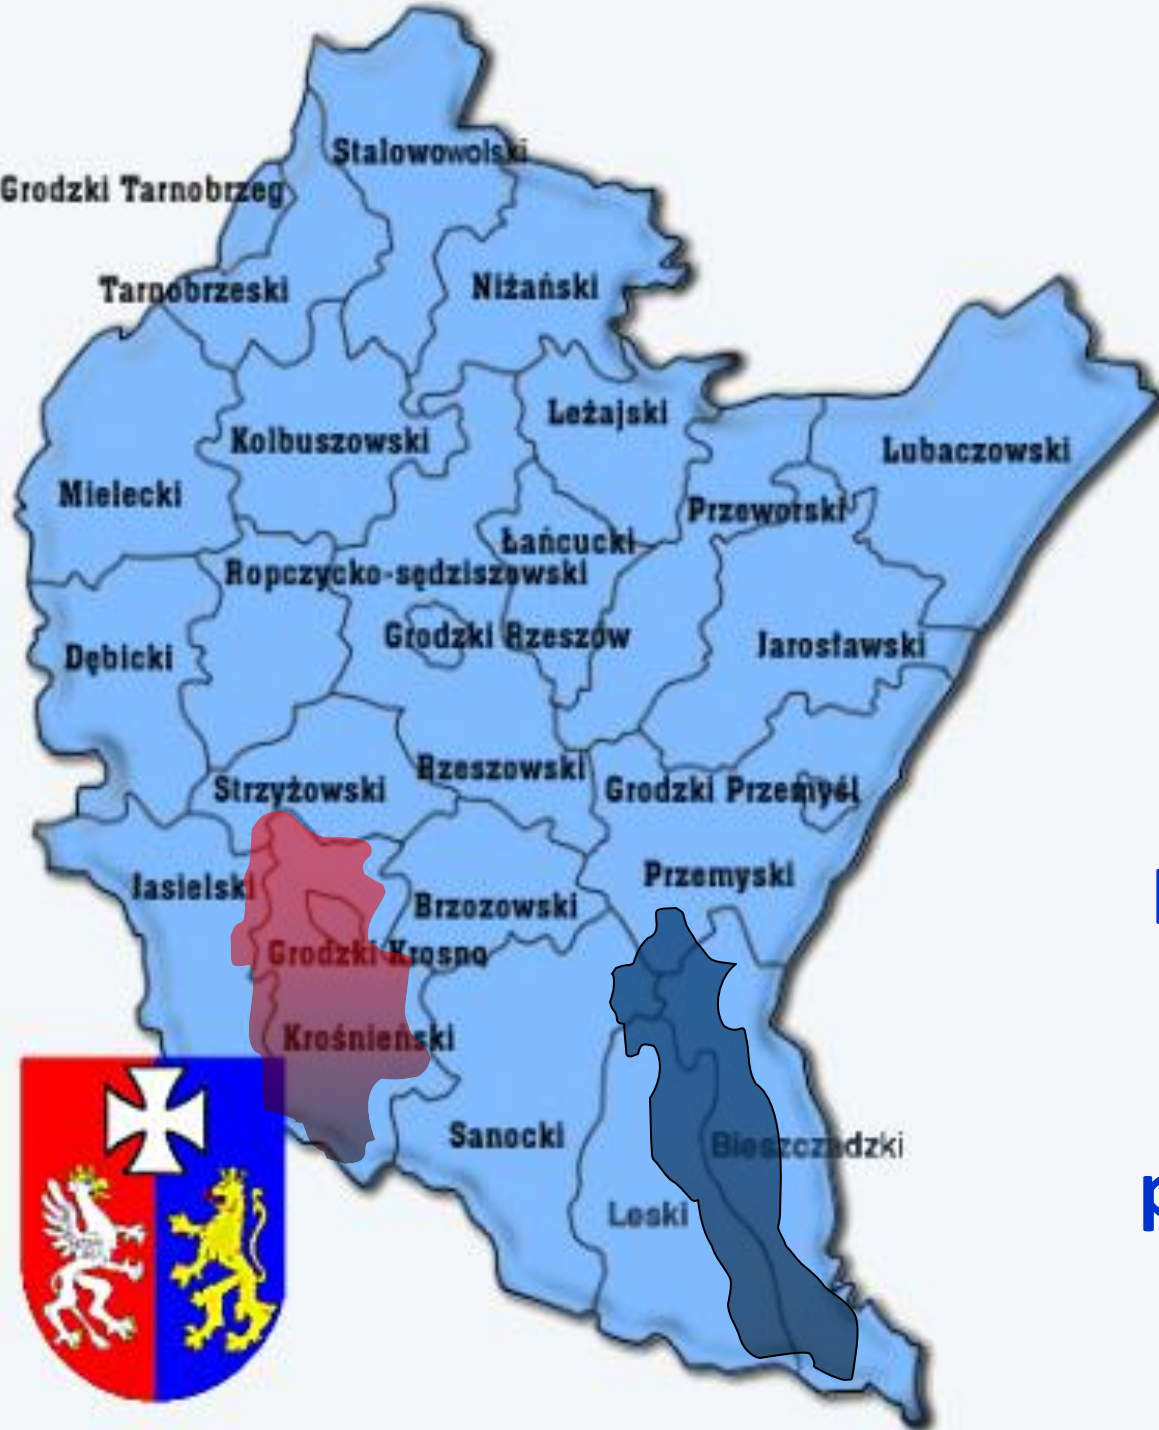 Stalowowolski
Grodzki Tarnobrzeg
Tarnobrzeski
Niżański
Leżajski
Kolbuszowski
Lubaczowski
Mielecki
Przeworski
Łańcucki
Ropczycko-sędziszowski
Grodzki Rzeszów
Jarosławski
Dębicki
Rzeszowski
Strzyżowski
Grodzki Przemyśl
Przemyski
Jasielski
Brzozowski
Grodzki Krosno
Krośnieński
Sanocki
Bieszczadzki
Leski